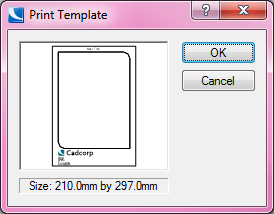 Print Template
OK
Cadcorp
Cancel
Size: 210.0mm by 297.0mm